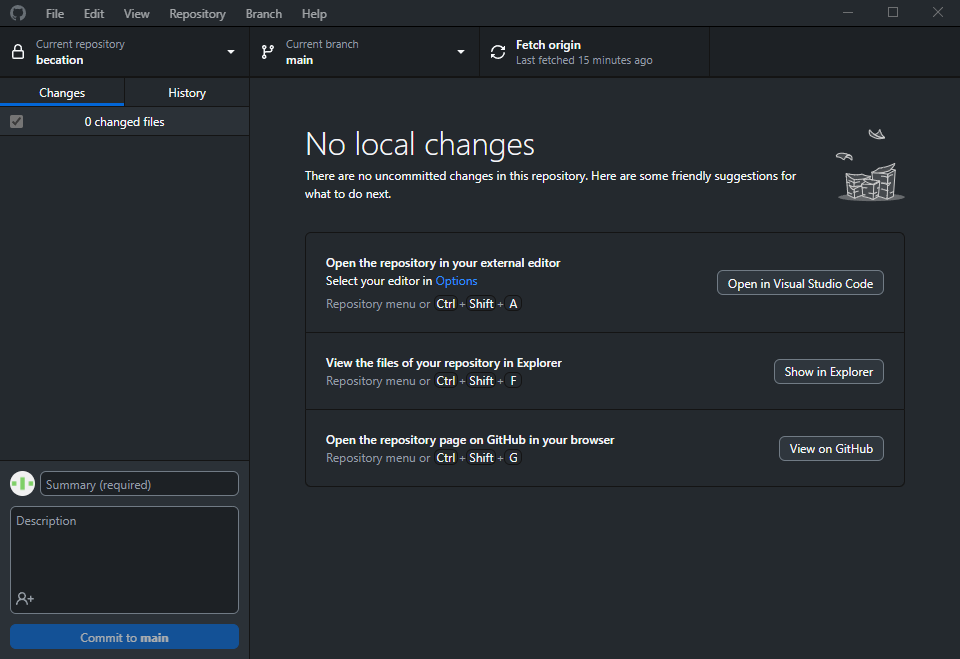 File Edit View Repository Branch Help
Current repository
becation
Current branch
main
Fetch origin
Last fetched 15 minutes ago
Changes
History
0 changed files
No local changes
There are no uncommitted changes in this repository. Here are some friendly suggestions for
what to do next.
Open the repository in your external editor
Select your editor in Options
Repository menu or Ctrl + Shift + A
Open in Visual Studio Code
View the files of your repository in Explorer
Repository menu or Ctrl + Shift + F
Show in Explorer
Open the repository page on GitHub in your browser
Repository menu or Ctrl + Shift + G
View on GitHub
Summary (required)
Description
Commit to main